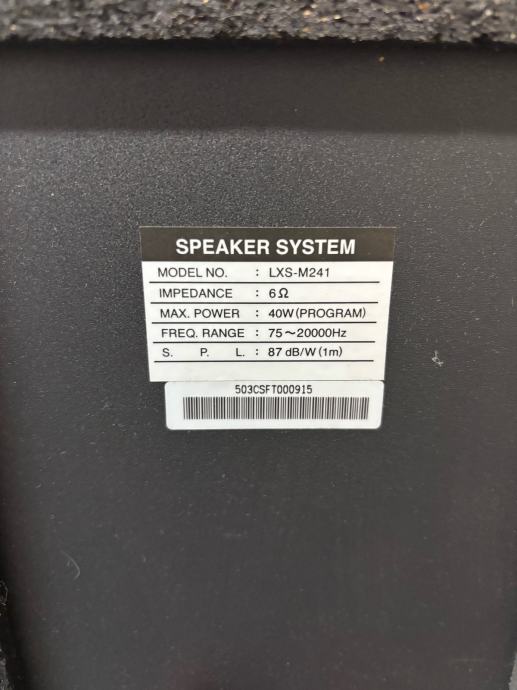 SPEAKER SYSTEM
MODEL NO. : LXS-M241
IMPEDANCE : 6Ω
MAX. POWER : 40W(PROGRAM)
FREQ. RANGE : 75～20000Hz
S. P. L. : 87 dB/W(1m)
503CSFT000915